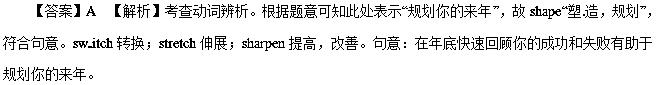 【答案】A 【解析】考查动词辨析。根据题意可知此处表示“规划你的来年”，故 shape“塑.造，规划”，
符合句意。sw.itch 转换；stretch 伸展；sharpen 提高，改善。句意：在年底快速回顾你的成功和失败有助于
规划你的来年。